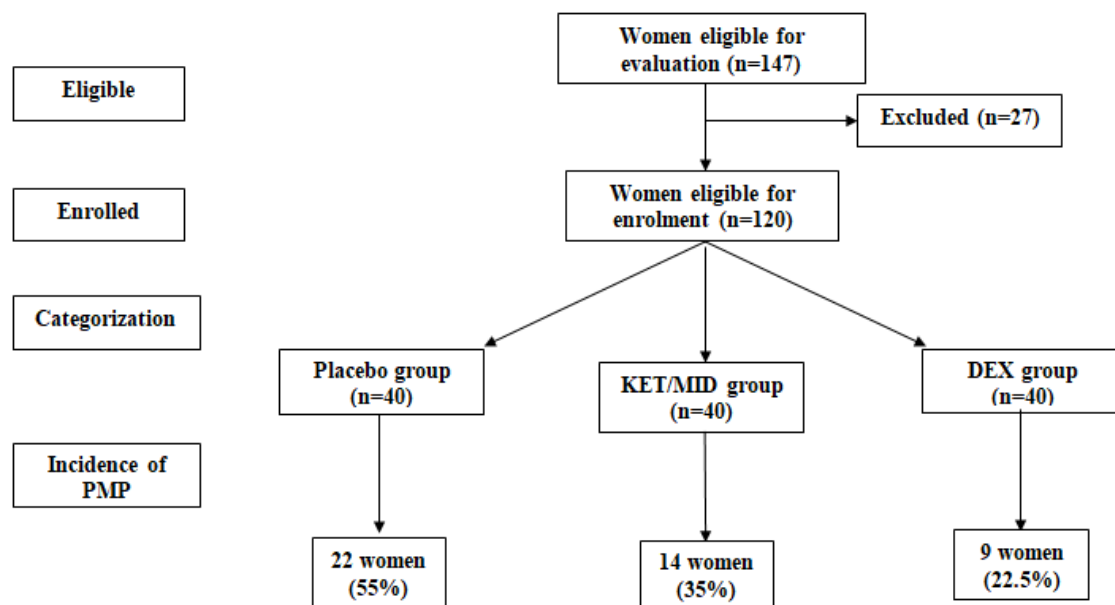 Women eligible for
evaluation (n=147)
Eligible
Excluded (n=27)
Enrolled
Women eligible for
enrolment (n=120)
Categorization
Placebo group
(n=40)
KET/MID group
(n=40)
DEX group
(n=40)
Incidence of
PMP
22 women
(55%)
14 women
(35%)
9 women
(22.5%)